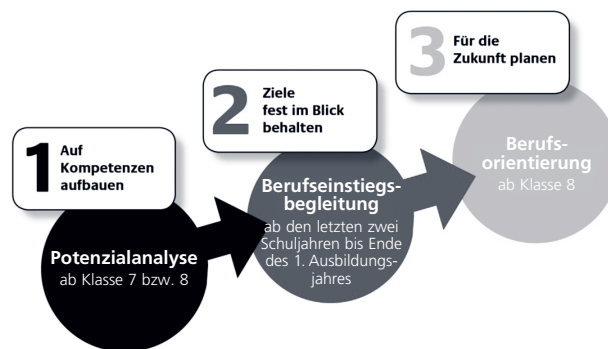 1
Auf
Kompetenzen
aufbauen
Potenzialanalyse
ab Klasse 7 bzw. 8
2
Ziele
fest im Blick
behalten
Berufseinstiegs-
begleitung
ab den letzten zwei
Schuljahren bis Ende
des 1. Ausbildungs-
jahres
3
Für die
Zukunft planen
Berufs-
orientierung
ab Klasse 8